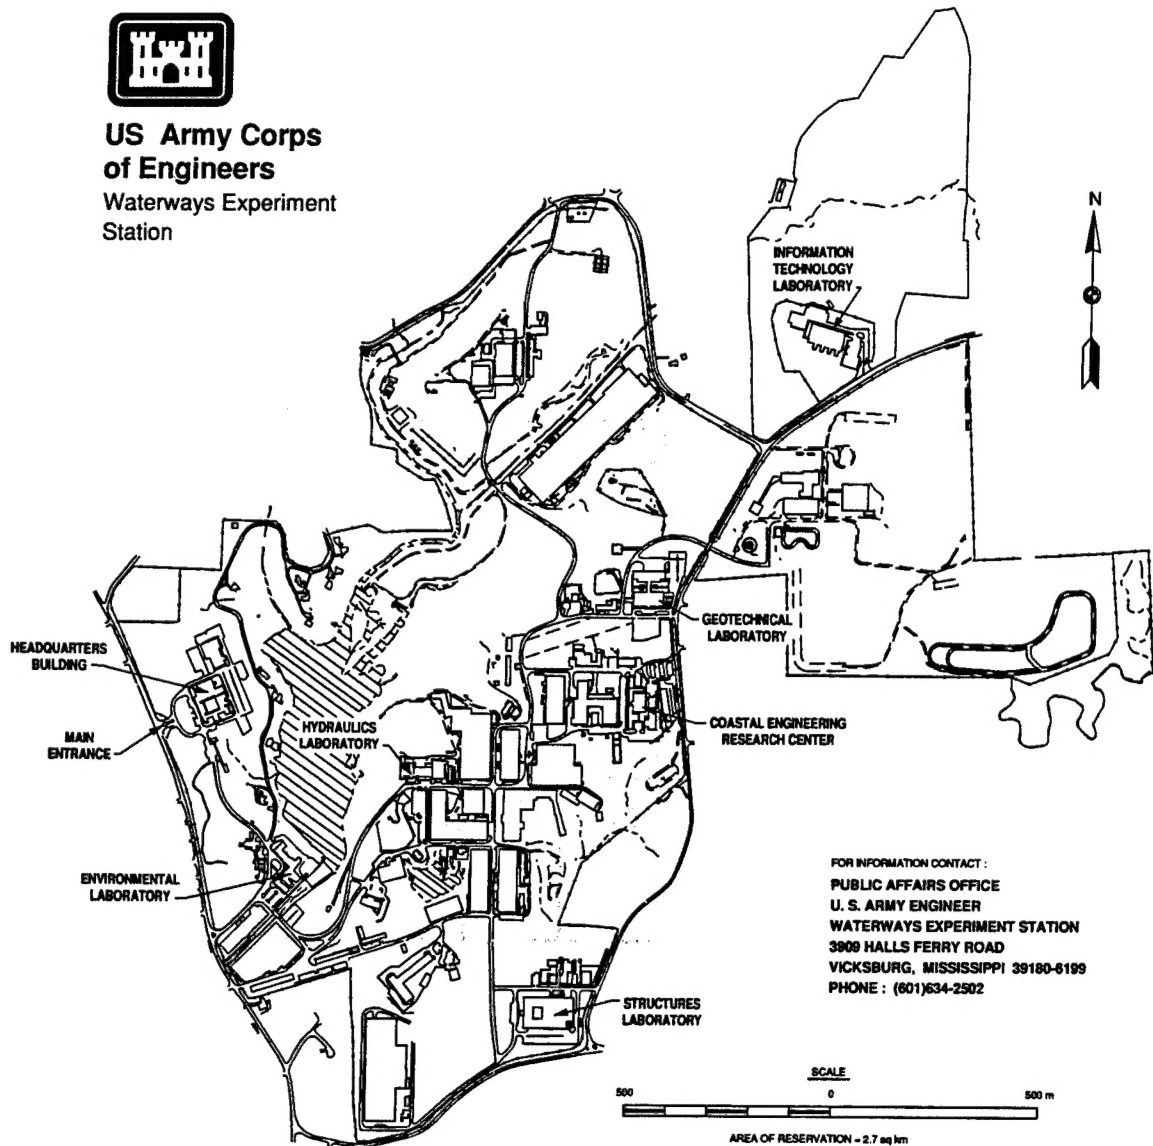 US Army Corps
of Engineers
Waterways Experiment
Station
N
INFORMATION
TECHNOLOGY
LABORATORY
GEOTECHNICAL
LABORATORY
HEADQUARTERS
BUILDING
MAIN
ENTRANCE
HYDRAULICS
LABORATORY
COASTAL ENGINEERING
RESEARCH CENTER
ENVIRONMENTAL
LABORATORY
STRUCTURES
LABORATORY
FOR INFORMATION CONTACT :
PUBLIC AFFAIRS OFFICE
U. S. ARMY ENGINEER
WATERWAYS EXPERIMENT STATION
3909 HALLS FERRY ROAD
VICKSBURG, MISSISSIPPI 39180-6199
PHONE : (601)634-2502
SCALE
500 0 500 m
AREA OF RESERVATION = 2.7 sq km